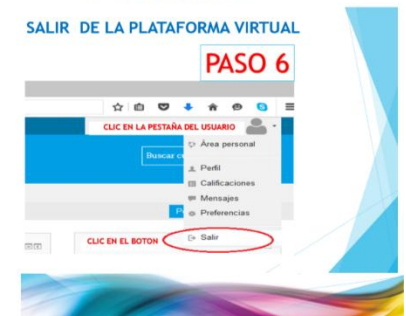 SALIR DE LA PLATAFORMA VIRTUAL
PASO 6
CLIC EN LA PESTAÑA DEL USUARIO
Área personal
Buscar
Perfil
Calificaciones
Mensajes
Preferencias
CLIC EN EL BOTON
Salir